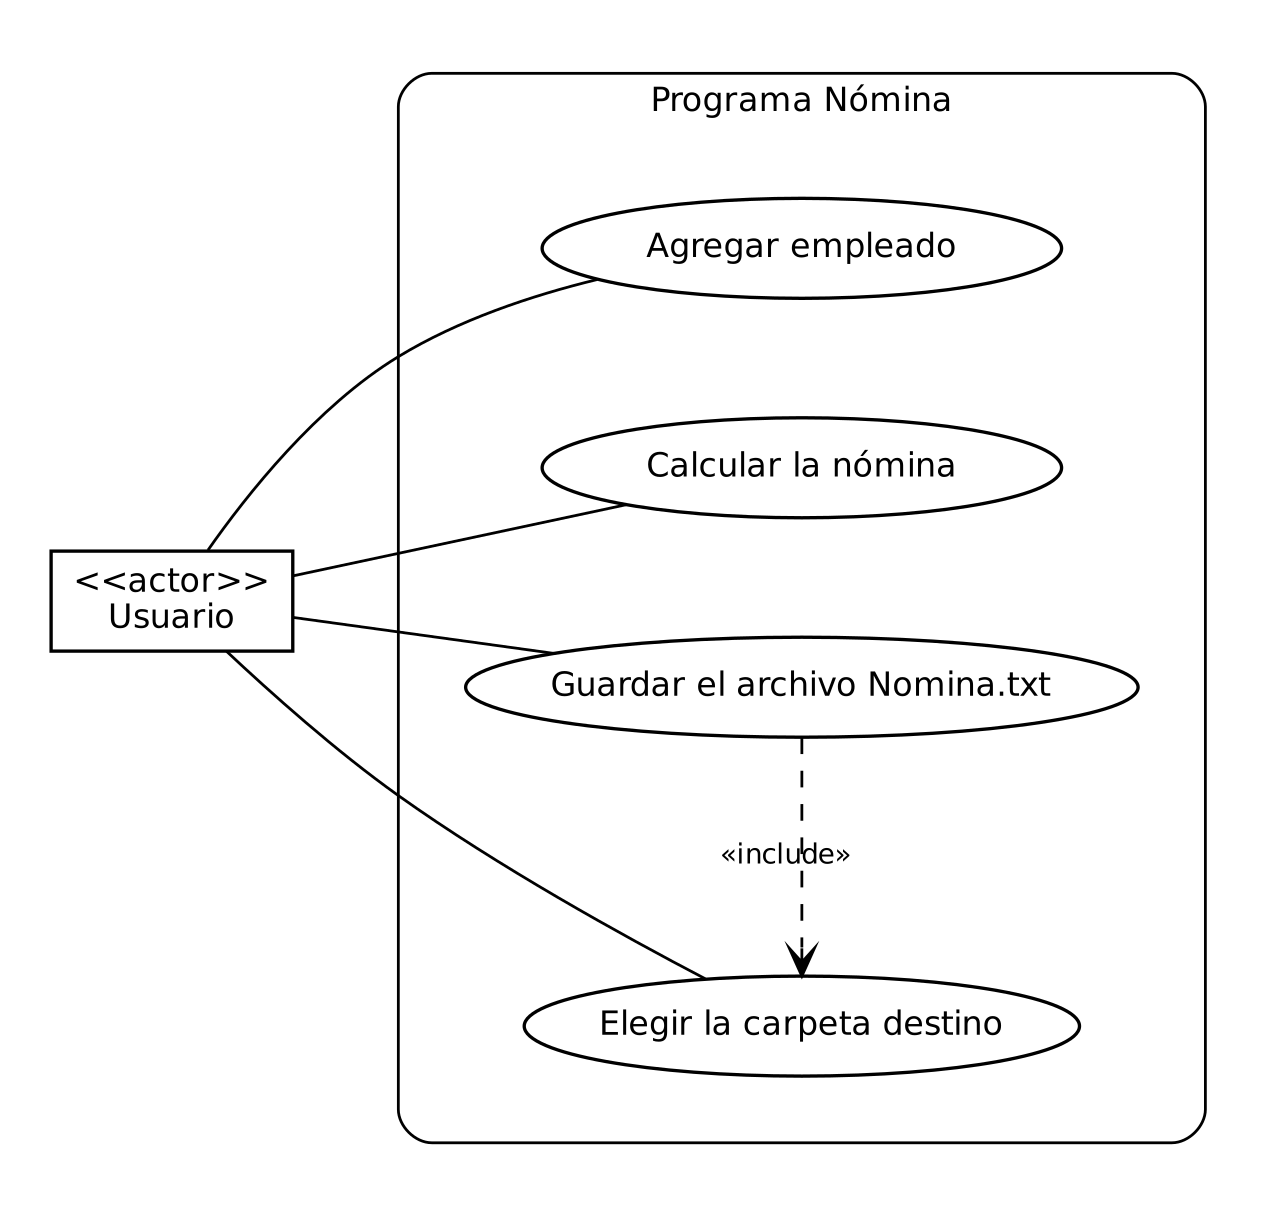 Programa Nómina
Agregar empleado
Calcular la nómina
<<actor>>
Usuario
Guardar el archivo Nomina.txt
«include»
Elegir la carpeta destino